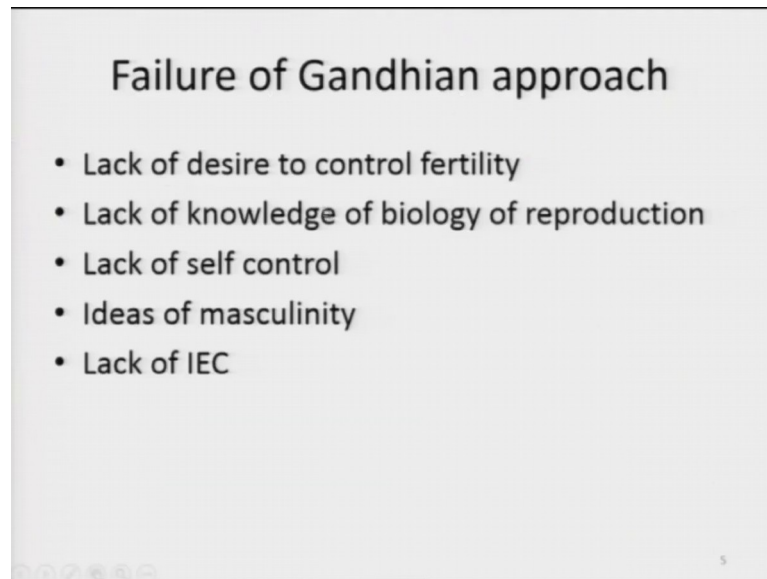 Failure of Gandhian approach
• Lack of desire to control fertility
• Lack of knowledge of biology of reproduction
• Lack of self control
• Ideas of masculinity
• Lack of IEC
5